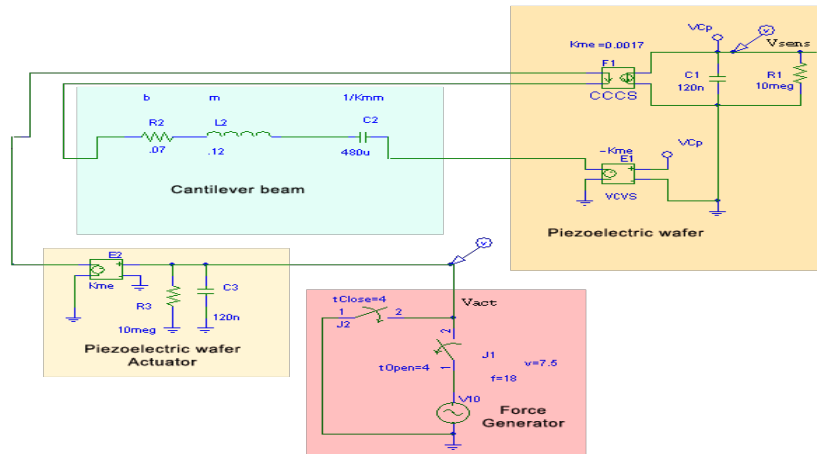 VCp
Kme =0.0017
Vsens
F1
C1
120n
R1
10meg
CCCS
b
m
1/Kmm
R2
L2
C2
.07
.12
480u
Cantilever beam
VCp
-Kme
E1
VCVS
Piezoelectric wafer
E2
Kme
R3
C3
10meg
120n
Piezoelectric wafer
Actuator
tClose=4
1
2
J2
Vact
2
J1
tOpen=4
1
v=7.5
f=18
V10
Force
Generator
v
v